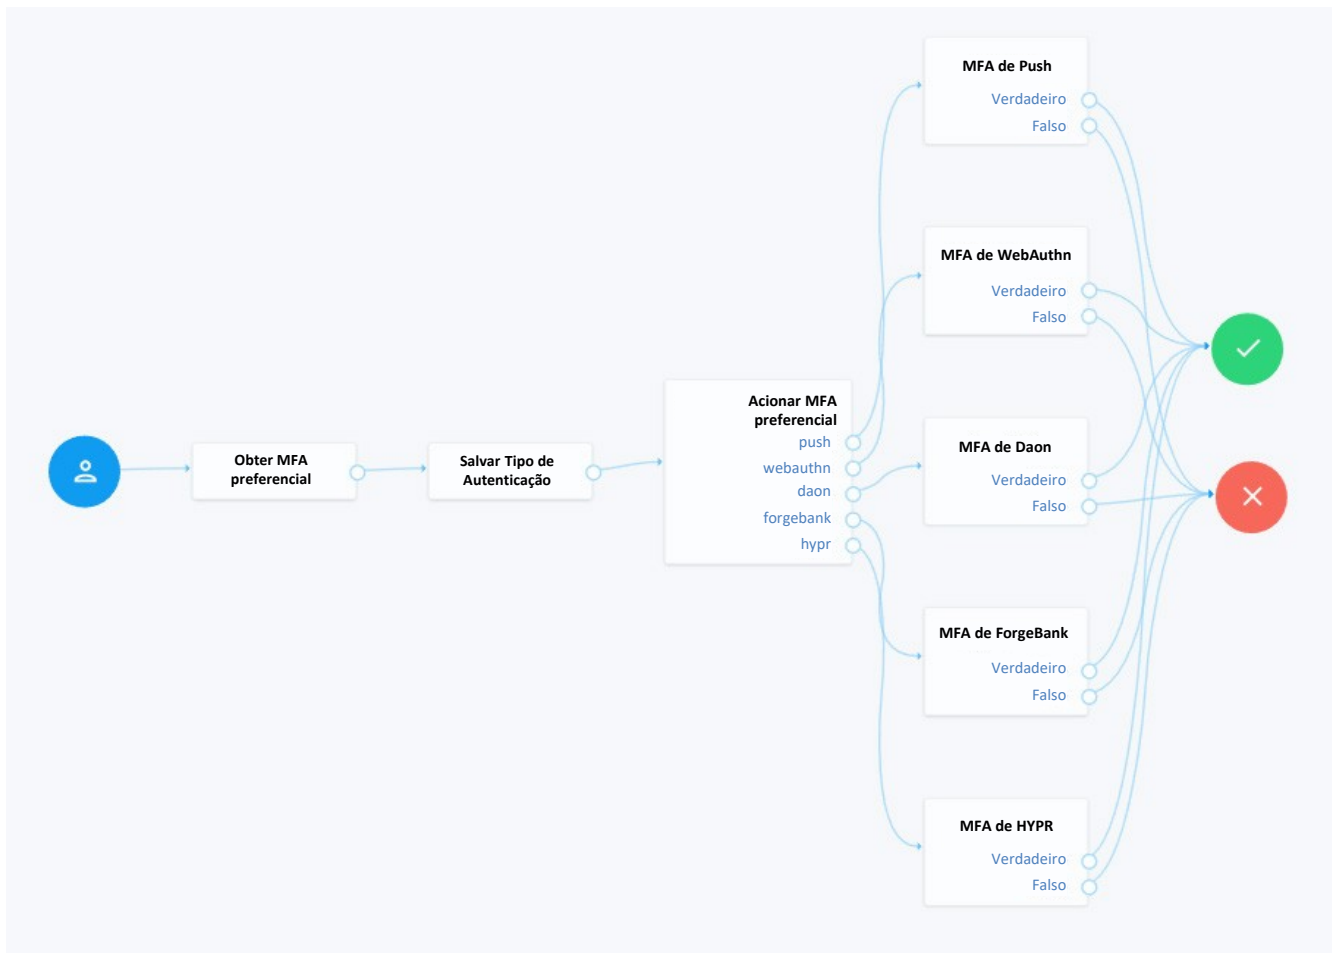 Obter MFA
preferencial
Salvar Tipo de
Autenticação
Acionar MFA
preferencial
push
webauthn
daon
forgebank
hypr
MFA de Push
Verdadeiro
Falso
MFA de WebAuthn
Verdadeiro
Falso
MFA de Daon
Verdadeiro
Falso
MFA de ForgeBank
Verdadeiro
Falso
MFA de HYPR
Verdadeiro
Falso